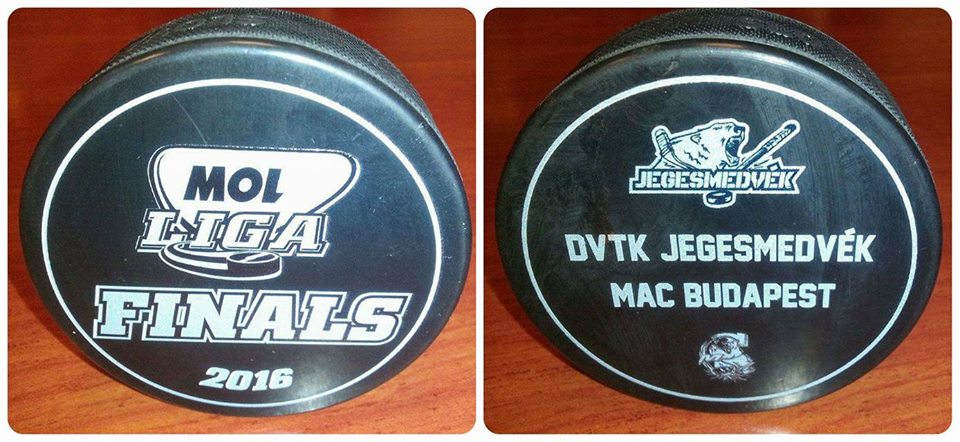 MOL
LIGA
FINALS
2016
JEGESMEDVÉK
DVTK JEGESMEDVÉK
MAC BUDAPEST